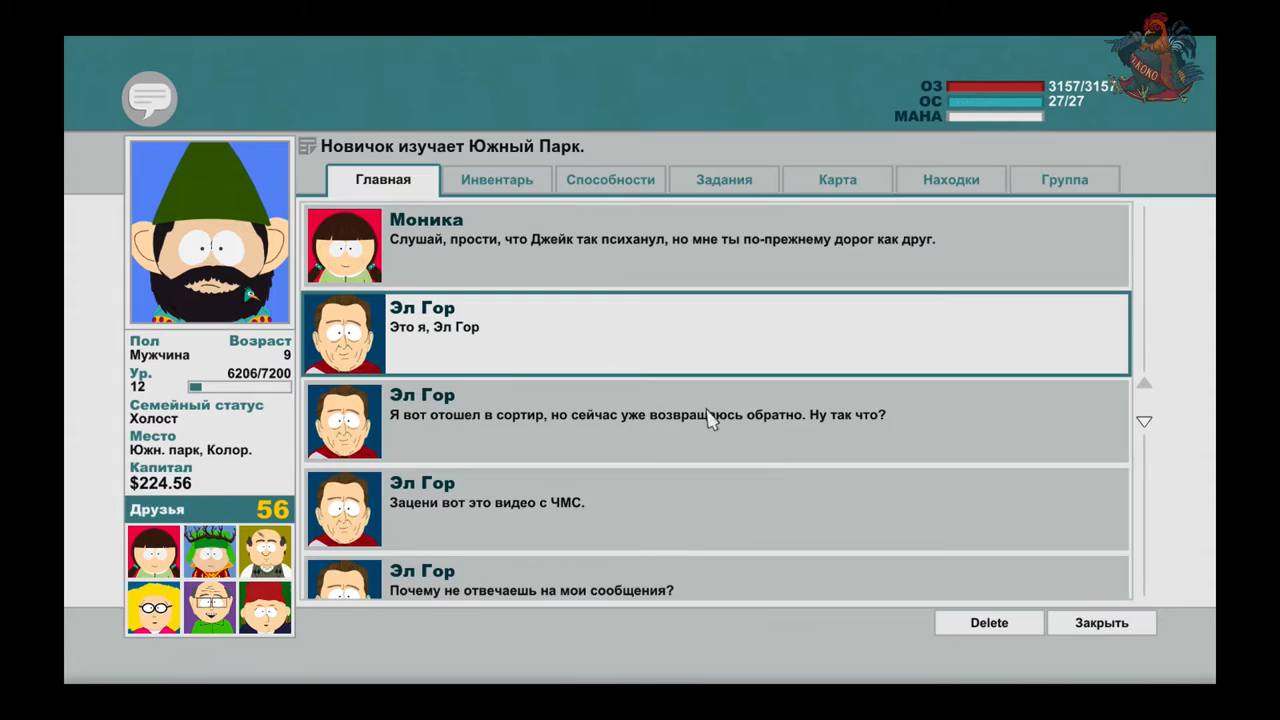 КОКО
ОЗ 3157/3157
ОС 27/27
МАНА
Новичок изучает Южный Парк.
Главная Инвентарь Способности Задания Карта Находки Группа
Моника
Слушай, прости, что Джейк так психанул, но мне ты по-прежнему дорог как друг.
Эл Гор
Это я, Эл Гор
Эл Гор
Я вот отошел в сортир, но сейчас уже возвращаюсь обратно. Ну так что?
Эл Гор
Зацени вот это видео с ЧМС.
Эл Гор
Почему не отвечаешь на мои сообщения?
Пол Возраст
Мужчина 9
Ур. 6206/7200
12
Семейный статус
Холост
Место
Южн. парк, Колор.
Капитал
$224.56
Друзья 56
Delete Закрыть